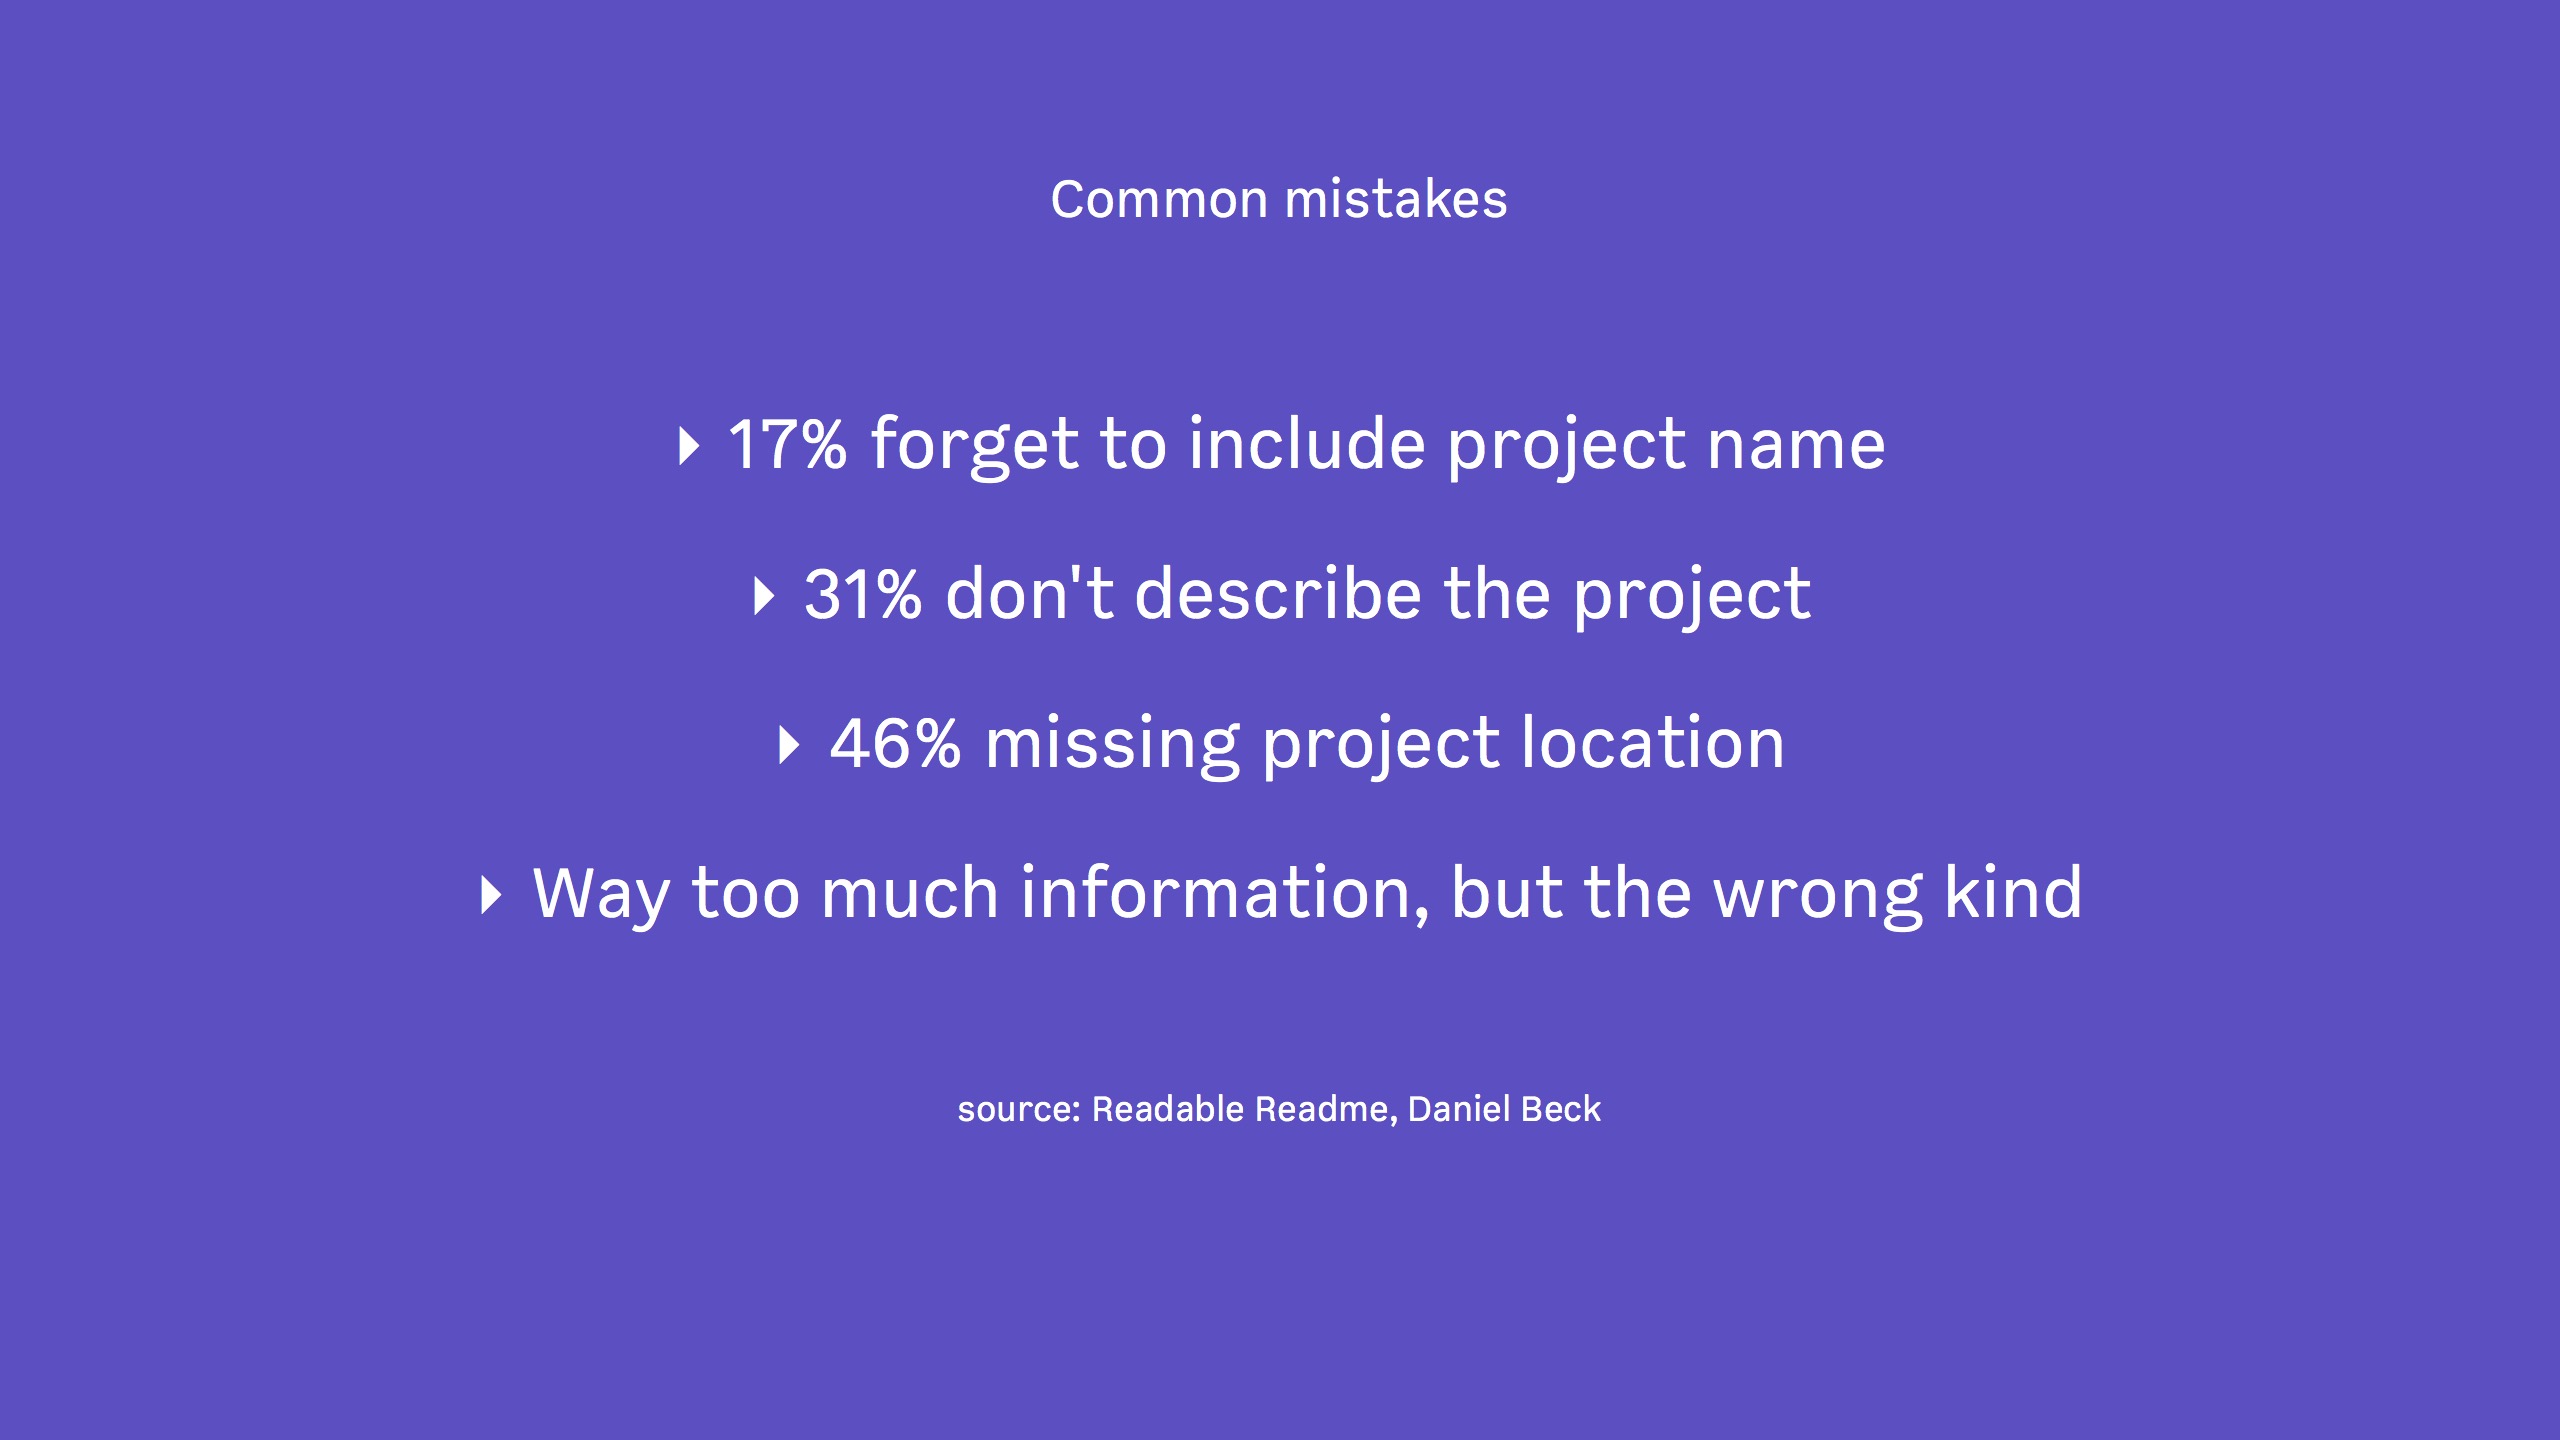 Common mistakes
▸ 17% forget to include project name
▸ 31% don't describe the project
▸ 46% missing project location
▸ Way too much information, but the wrong kind
source: Readable Readme, Daniel Beck